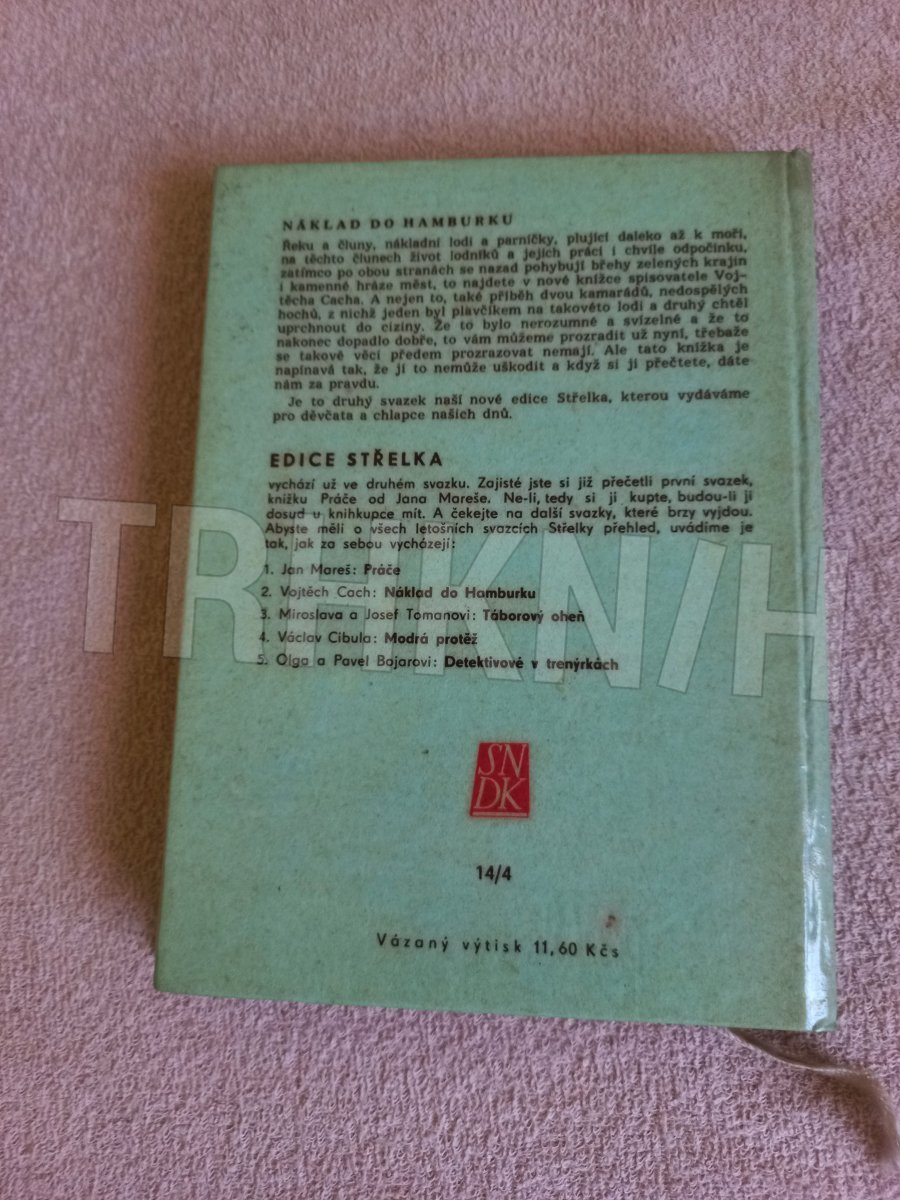 NÁKLAD DO HAMBURKU
Řeku a čluny, nákladní lodi a parníčky, plující daleko až k moři,
na těchto člunech život lodníků a jejich práci i chvíle odpočinku,
zatímco po obou stranách se nazad pohybují břehy zelených krajin
i kamenné hráze měst, to najdete v nové knížce spisovatele Voj-
těcha Cacha. A nejen to, také příběh dvou kamarádů, nedospělých
hochů, z nichž jeden byl plavčíkem na takovéto lodi a druhý chtěl
uprchnout do ciziny. Že to bylo nerozumné a svízelné a že to
nakonec dopadlo dobře, to vám můžeme prozradit už nyní, třebaže
se takové věci předem prozrazovat nemají. Ale tato knížka je
napínavá tak, že jí to nemůže uškodit a když si ji přečtete, dáte
nám za pravdu.
Je to druhý svazek naší nové edice Střelka, kterou vydáváme
pro děvčata a chlapce našich dnů.
EDICE STŘELKA
vychází už ve druhém svazku. Zajisté jste si již přečetli první svazek,
knížku Práče od Jana Mareše. Ne-li, tedy si ji kupte, budou-li ji
dosud u knihkupce mít. A čekejte na další svazky, které brzy vyjdou.
Abyste měli o všech letošních svazcích Střelky přehled, uvádíme je
tak, jak za sebou vycházejí:
1. Jan Mareš: Práče
2. Vojtěch Cach: Náklad do Hamburku
3. Miroslava a Josef Tomanovi: Táborový oheň
4. Václav Cibula: Modrá protěž
5. Olga a Pavel Bojarovi: Detektivové v trenýrkách
SN
DK
14/4
Vázaný výtisk 11,60 Kčs